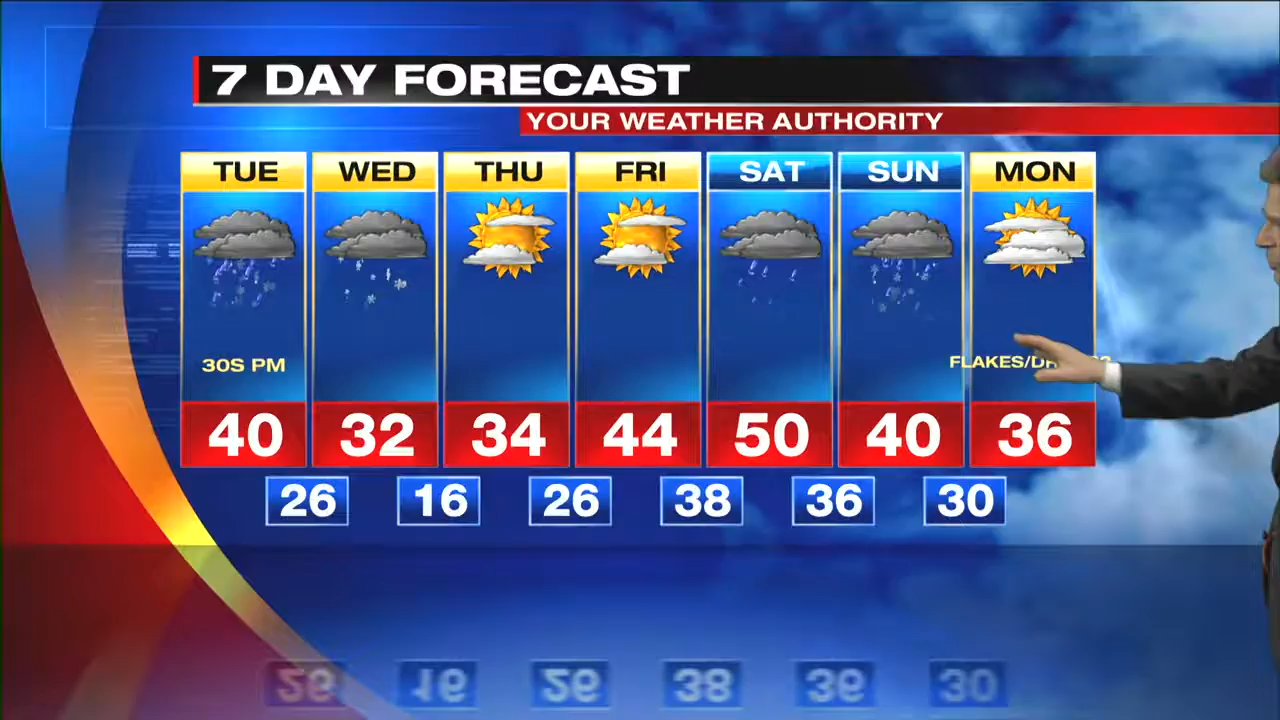 7 DAY FORECAST
YOUR WEATHER AUTHORITY
TUE WED THU FRI SAT SUN MON
30S PM
40 32 34 44 50 40 36
26 16 26 38 36 30